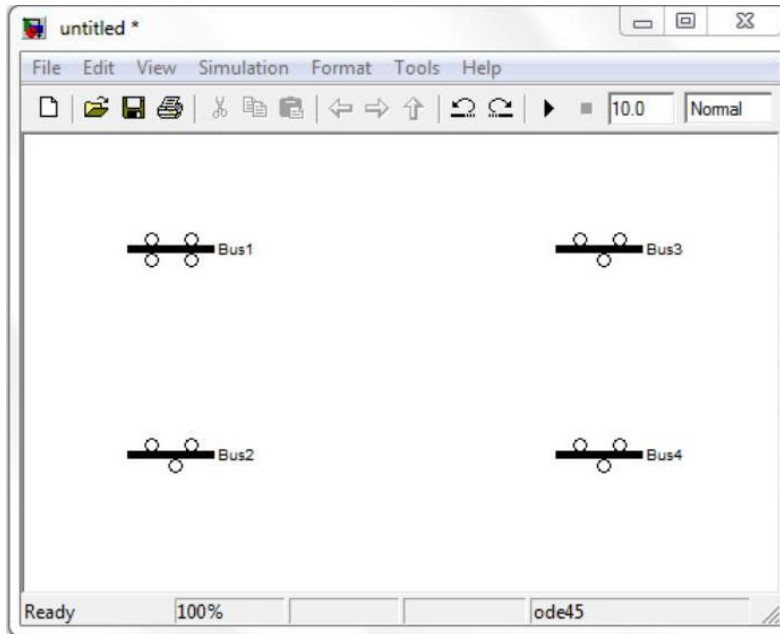 untitled *
File Edit View Simulation Format Tools Help
10.0 Normal
Bus1 Bus3
Bus2 Bus4
Ready 100% ode45